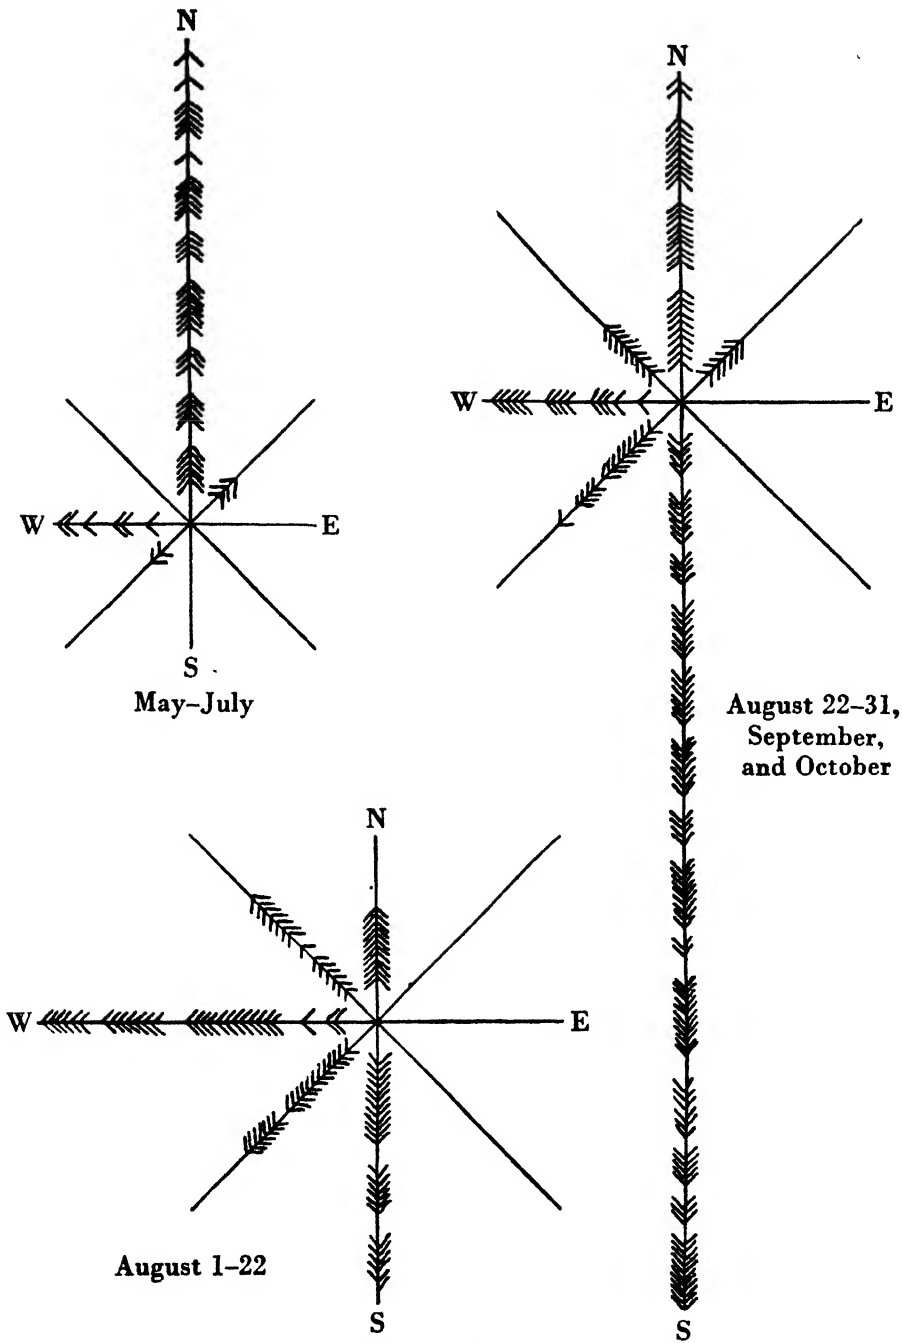 N
W
E
S
May–July
N
W
E
August 22–31,
September,
and October
S
N
W
E
August 1–22
S